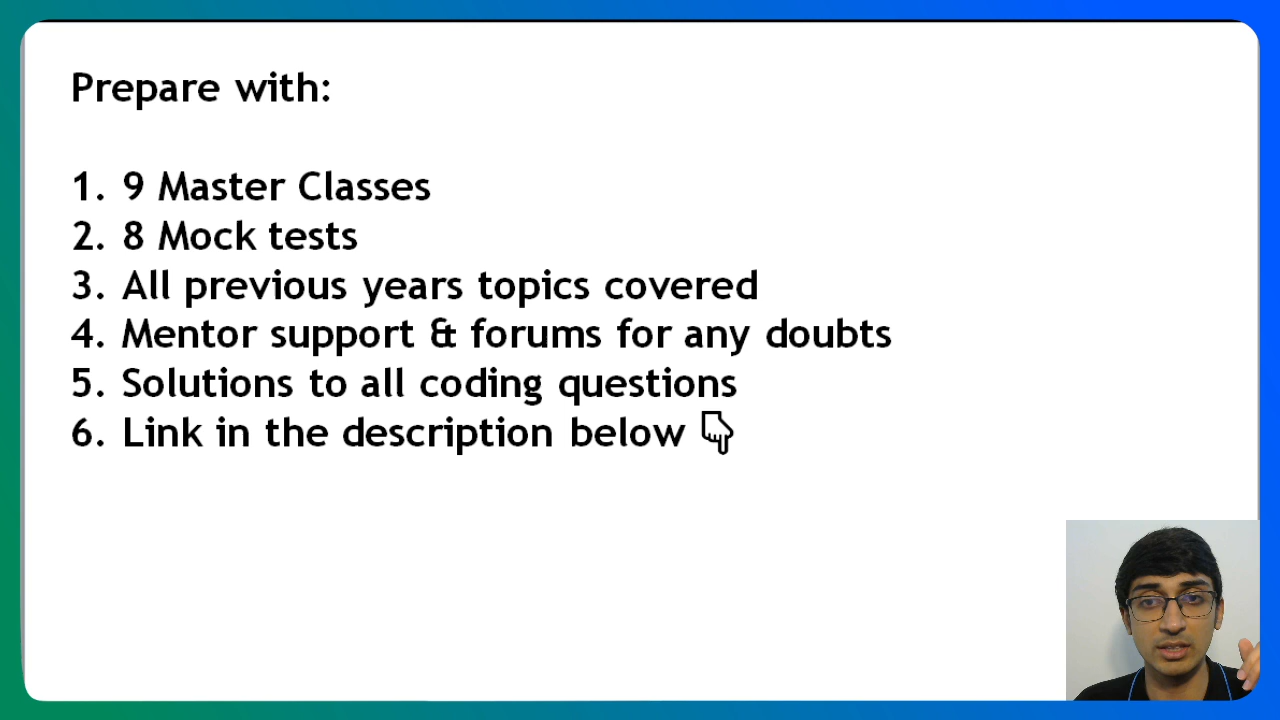 Prepare with:
1. 9 Master Classes
2. 8 Mock tests
3. All previous years topics covered
4. Mentor support & forums for any doubts
5. Solutions to all coding questions
6. Link in the description below 👇